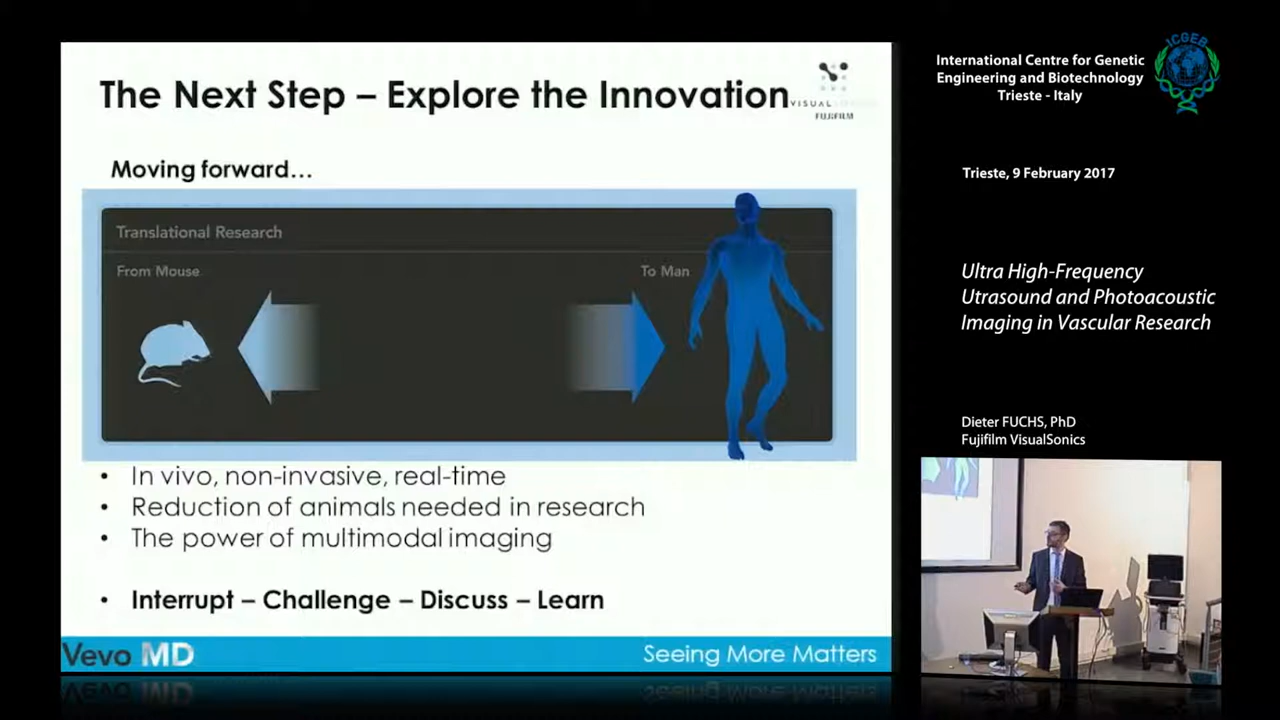 The Next Step – Explore the Innovation
FUJIFILM
Moving forward…
Translational Research
From Mouse
To Man
• In vivo, non-invasive, real-time
• Reduction of animals needed in research
• The power of multimodal imaging
• Interrupt – Challenge – Discuss – Learn
Vevo MD
Seeing More Matters
ICGEB
International Centre for Genetic
Engineering and Biotechnology
Trieste - Italy
Trieste, 9 February 2017
Ultra High-Frequency
Utrasound and Photoacoustic
Imaging in Vascular Research
Dieter FUCHS, PhD
Fujifilm VisualSonics